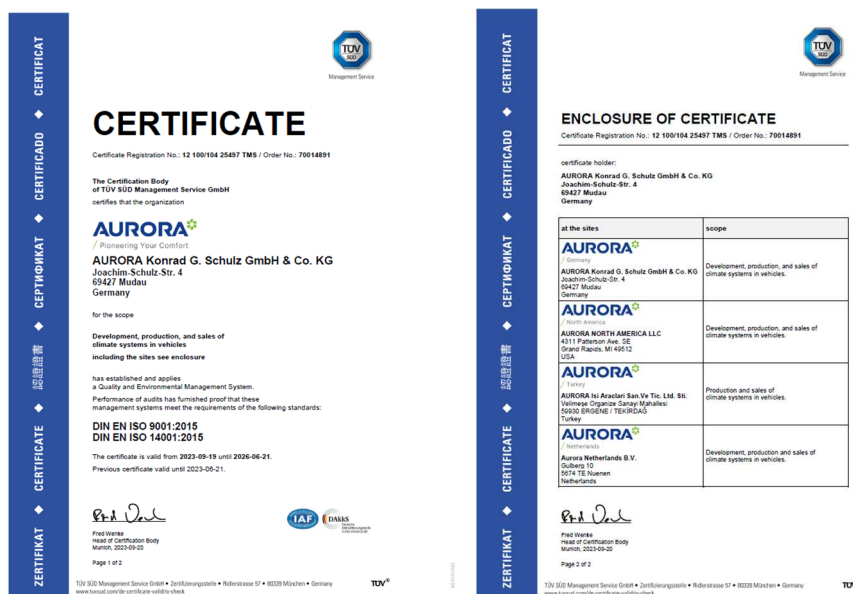 CERTIFICAT
CERTIFICADO
СЕРТИФИКАТ
認證證書
CERTIFICATE
ZERTIFIKAT
TÜV
SÜD
Management Service
CERTIFICATE
Certificate Registration No.: 12 100/104 25497 TMS / Order No.: 70014891
The Certification Body
of TÜV SÜD Management Service GmbH
certifies that the organization
AURORA
/ Pioneering Your Comfort
AURORA Konrad G. Schulz GmbH & Co. KG
Joachim-Schulz-Str. 4
69427 Mudau
Germany
for the scope
Development, production, and sales of
climate systems in vehicles
including the sites see enclosure
has established and applies
a Quality and Environmental Management System.
Performance of audits has furnished proof that these
management systems meet the requirements of the following standards:
DIN EN ISO 9001:2015
DIN EN ISO 14001:2015
The certificate is valid from 2023-09-19 until 2026-06-21.
Previous certificate valid until 2023-06-21.
Fred Wenke
Head of Certification Body
Munich, 2023-09-20
Page 1 of 2
IAF
DAkkS
TÜV SÜD Management Service GmbH • Zertifizierungsstelle • Ridlerstrasse 57 • 80339 München • Germany
www.tuvsud.com/de-certificate-validity-check
TÜV®
CERTIFICAT
CERTIFICADO
СЕРТИФИКАТ
認證證書
CERTIFICATE
ZERTIFIKAT
TÜV
SÜD
Management Service
ENCLOSURE OF CERTIFICATE
Certificate Registration No.: 12 100/104 25497 TMS / Order No.: 70014891
certificate holder:
AURORA Konrad G. Schulz GmbH & Co. KG
Joachim-Schulz-Str. 4
69427 Mudau
Germany
at the sites
scope
AURORA
/ Germany
AURORA Konrad G. Schulz GmbH & Co. KG
Joachim-Schulz-Str. 4
69427 Mudau
Germany
Development, production, and sales of
climate systems in vehicles.
AURORA
/ North America
AURORA NORTH AMERICA LLC
4311 Patterson Ave. SE
Grand Rapids, MI 49512
USA
Development, production, and sales of
climate systems in vehicles.
AURORA
/ Turkey
AURORA Isi Araclari San.Ve Tic. Ltd. Sti.
Velimese Organize Sanayi Mahallesi
59930 ERGENE / TEKİRDAĞ
Turkey
Production and sales of
climate systems in vehicles.
AURORA
/ Netherlands
Aurora Netherlands B.V.
Gulberg 10
5674 TE Nuenen
Netherlands
Development, production and sales of
climate systems in vehicles.
Fred Wenke
Head of Certification Body
Munich, 2023-09-20
Page 2 of 2
TÜV SÜD Management Service GmbH • Zertifizierungsstelle • Ridlerstrasse 57 • 80339 München • Germany
www.tuvsud.com/de-certificate-validity-check